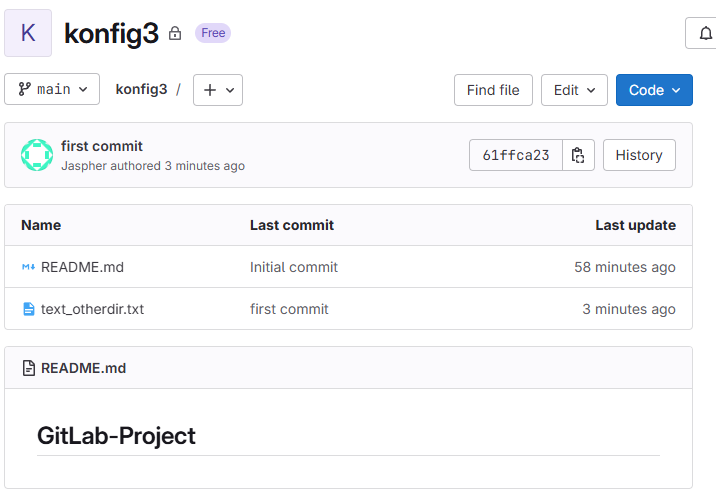 K konfig3 Free
main konfig3 / Find file Edit Code
first commit
Jaspher authored 3 minutes ago
61ffca23 History
Name Last commit Last update
README.md Initial commit 58 minutes ago
text_otherdir.txt first commit 3 minutes ago
README.md
GitLab-Project